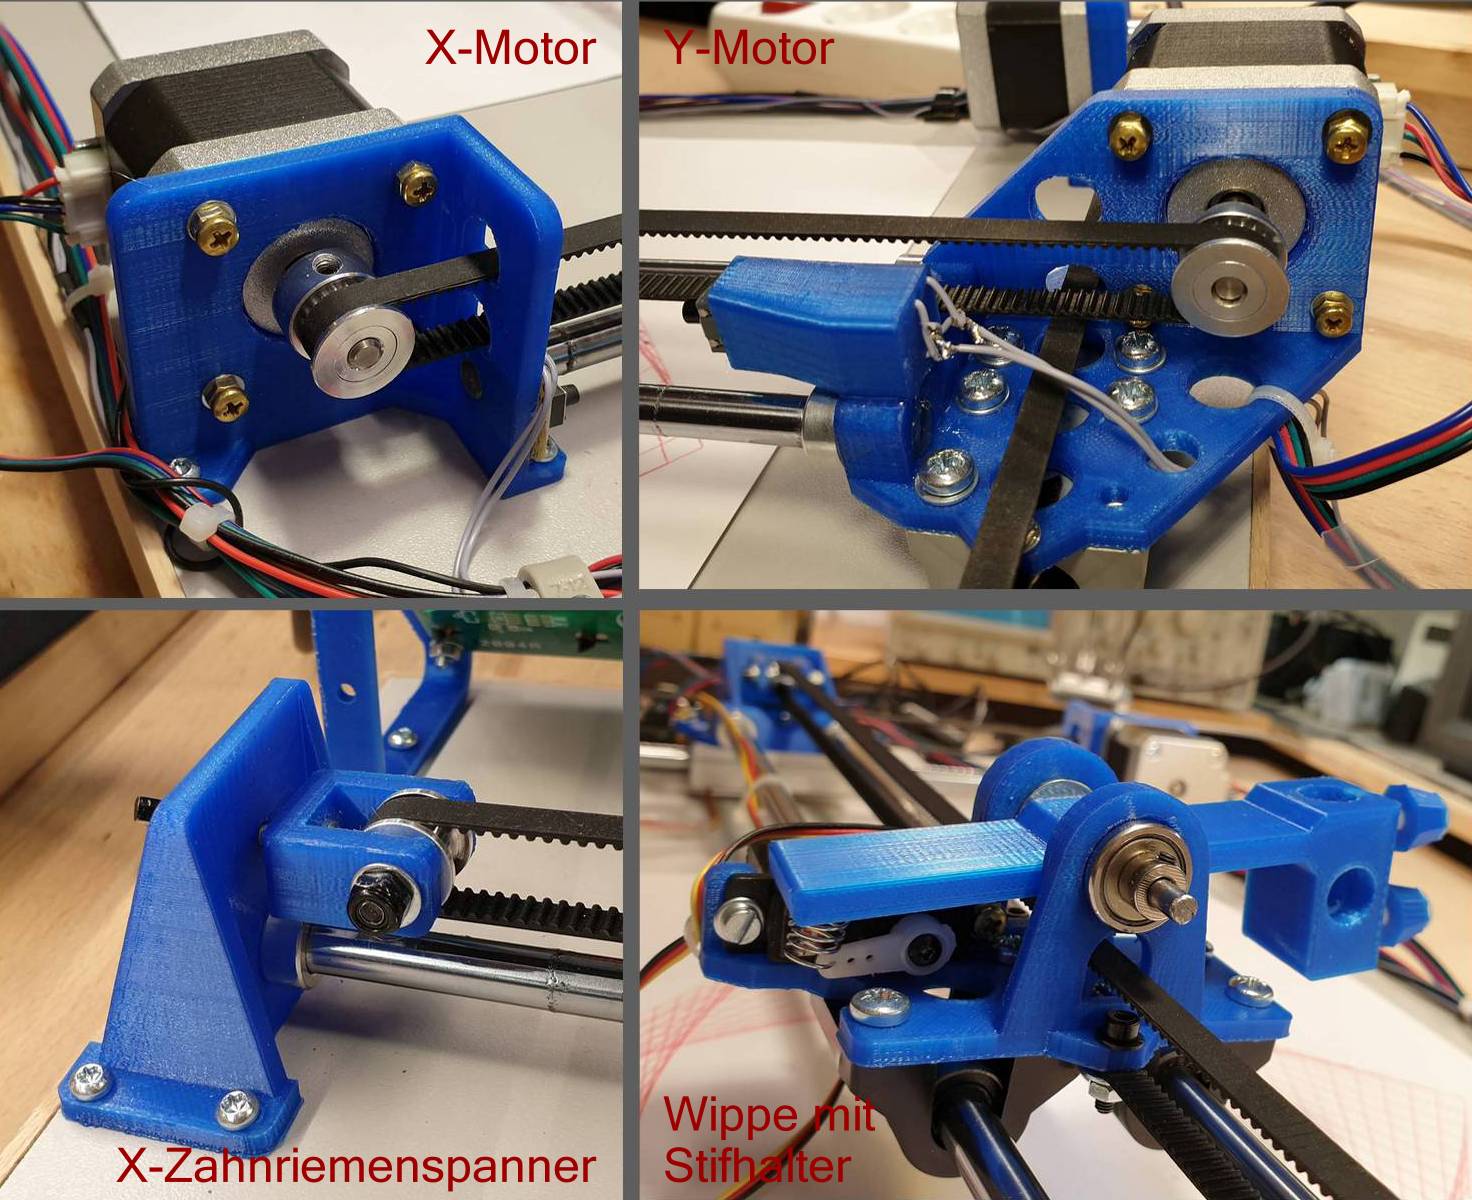 X-Motor
Y-Motor
X-Zahnriemenspanner
Wippe mit
Stifhalter